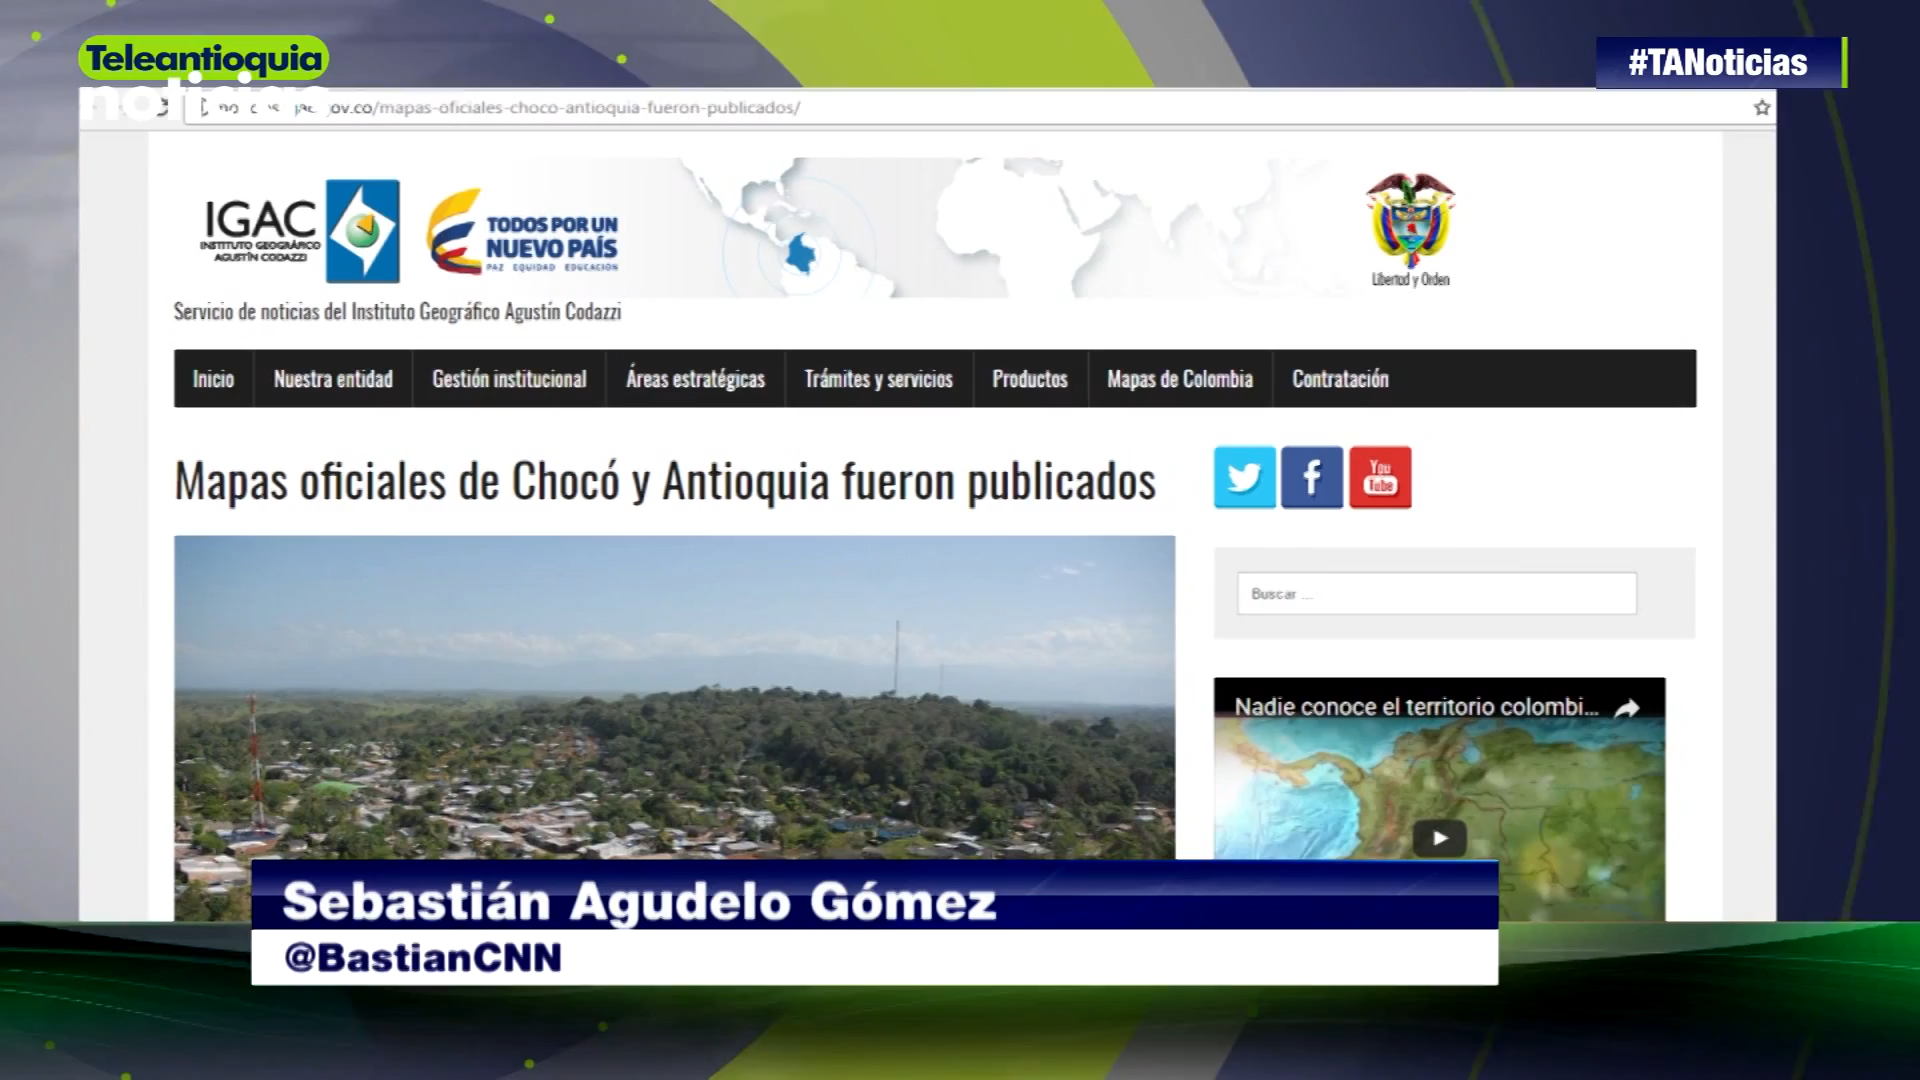 Teleantioquia
noticias
#TANoticias
gov.co/mapas-oficiales-choco-antioquia-fueron-publicados/
IGAC
INSTITUTO GEOGRÁFICO
AGUSTÍN CODAZZI
TODOS POR UN
NUEVO PAÍS
PAZ EQUIDAD EDUCACIÓN
Libertad y Orden
Servicio de noticias del Instituto Geográfico Agustín Codazzi
Inicio Nuestra entidad Gestión institucional Áreas estratégicas Trámites y servicios Productos Mapas de Colombia Contratación
Mapas oficiales de Chocó y Antioquia fueron publicados
You
Tube
Buscar ...
Nadie conoce el territorio colombi...
Sebastián Agudelo Gómez
@BastianCNN